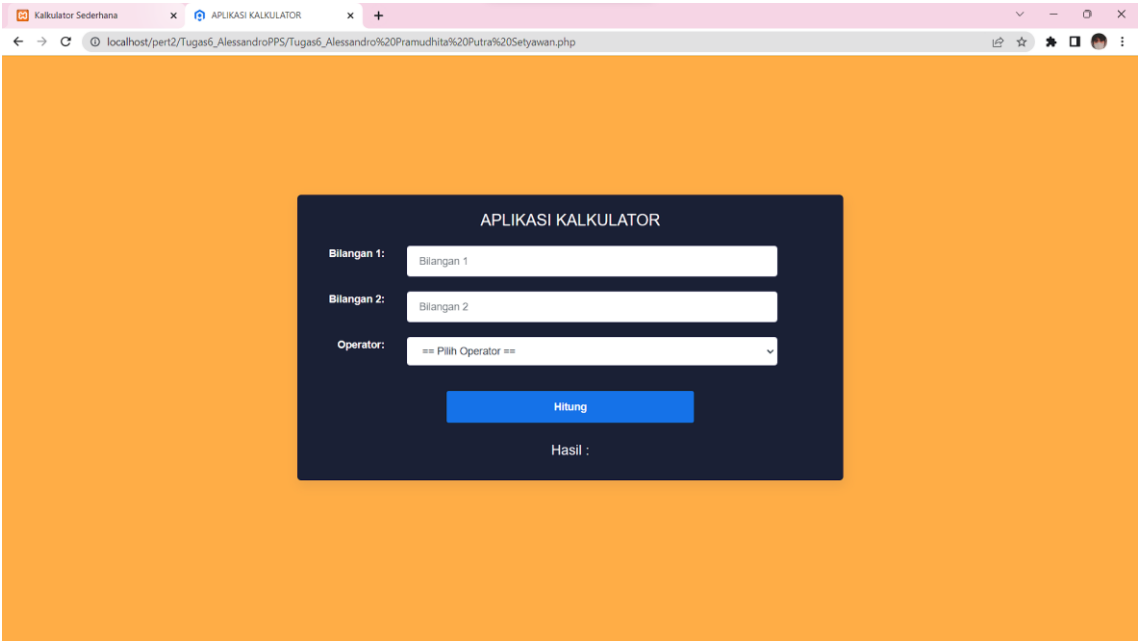 Kalkulator Sederhana
APLIKASI KALKULATOR
localhost/pert2/Tugas6_AlessandroPPS/Tugas6_Alessandro%20Pramudhita%20Putra%20Setyawan.php
APLIKASI KALKULATOR
Bilangan 1:
Bilangan 1
Bilangan 2:
Bilangan 2
Operator:
== Pilih Operator ==
Hitung
Hasil :